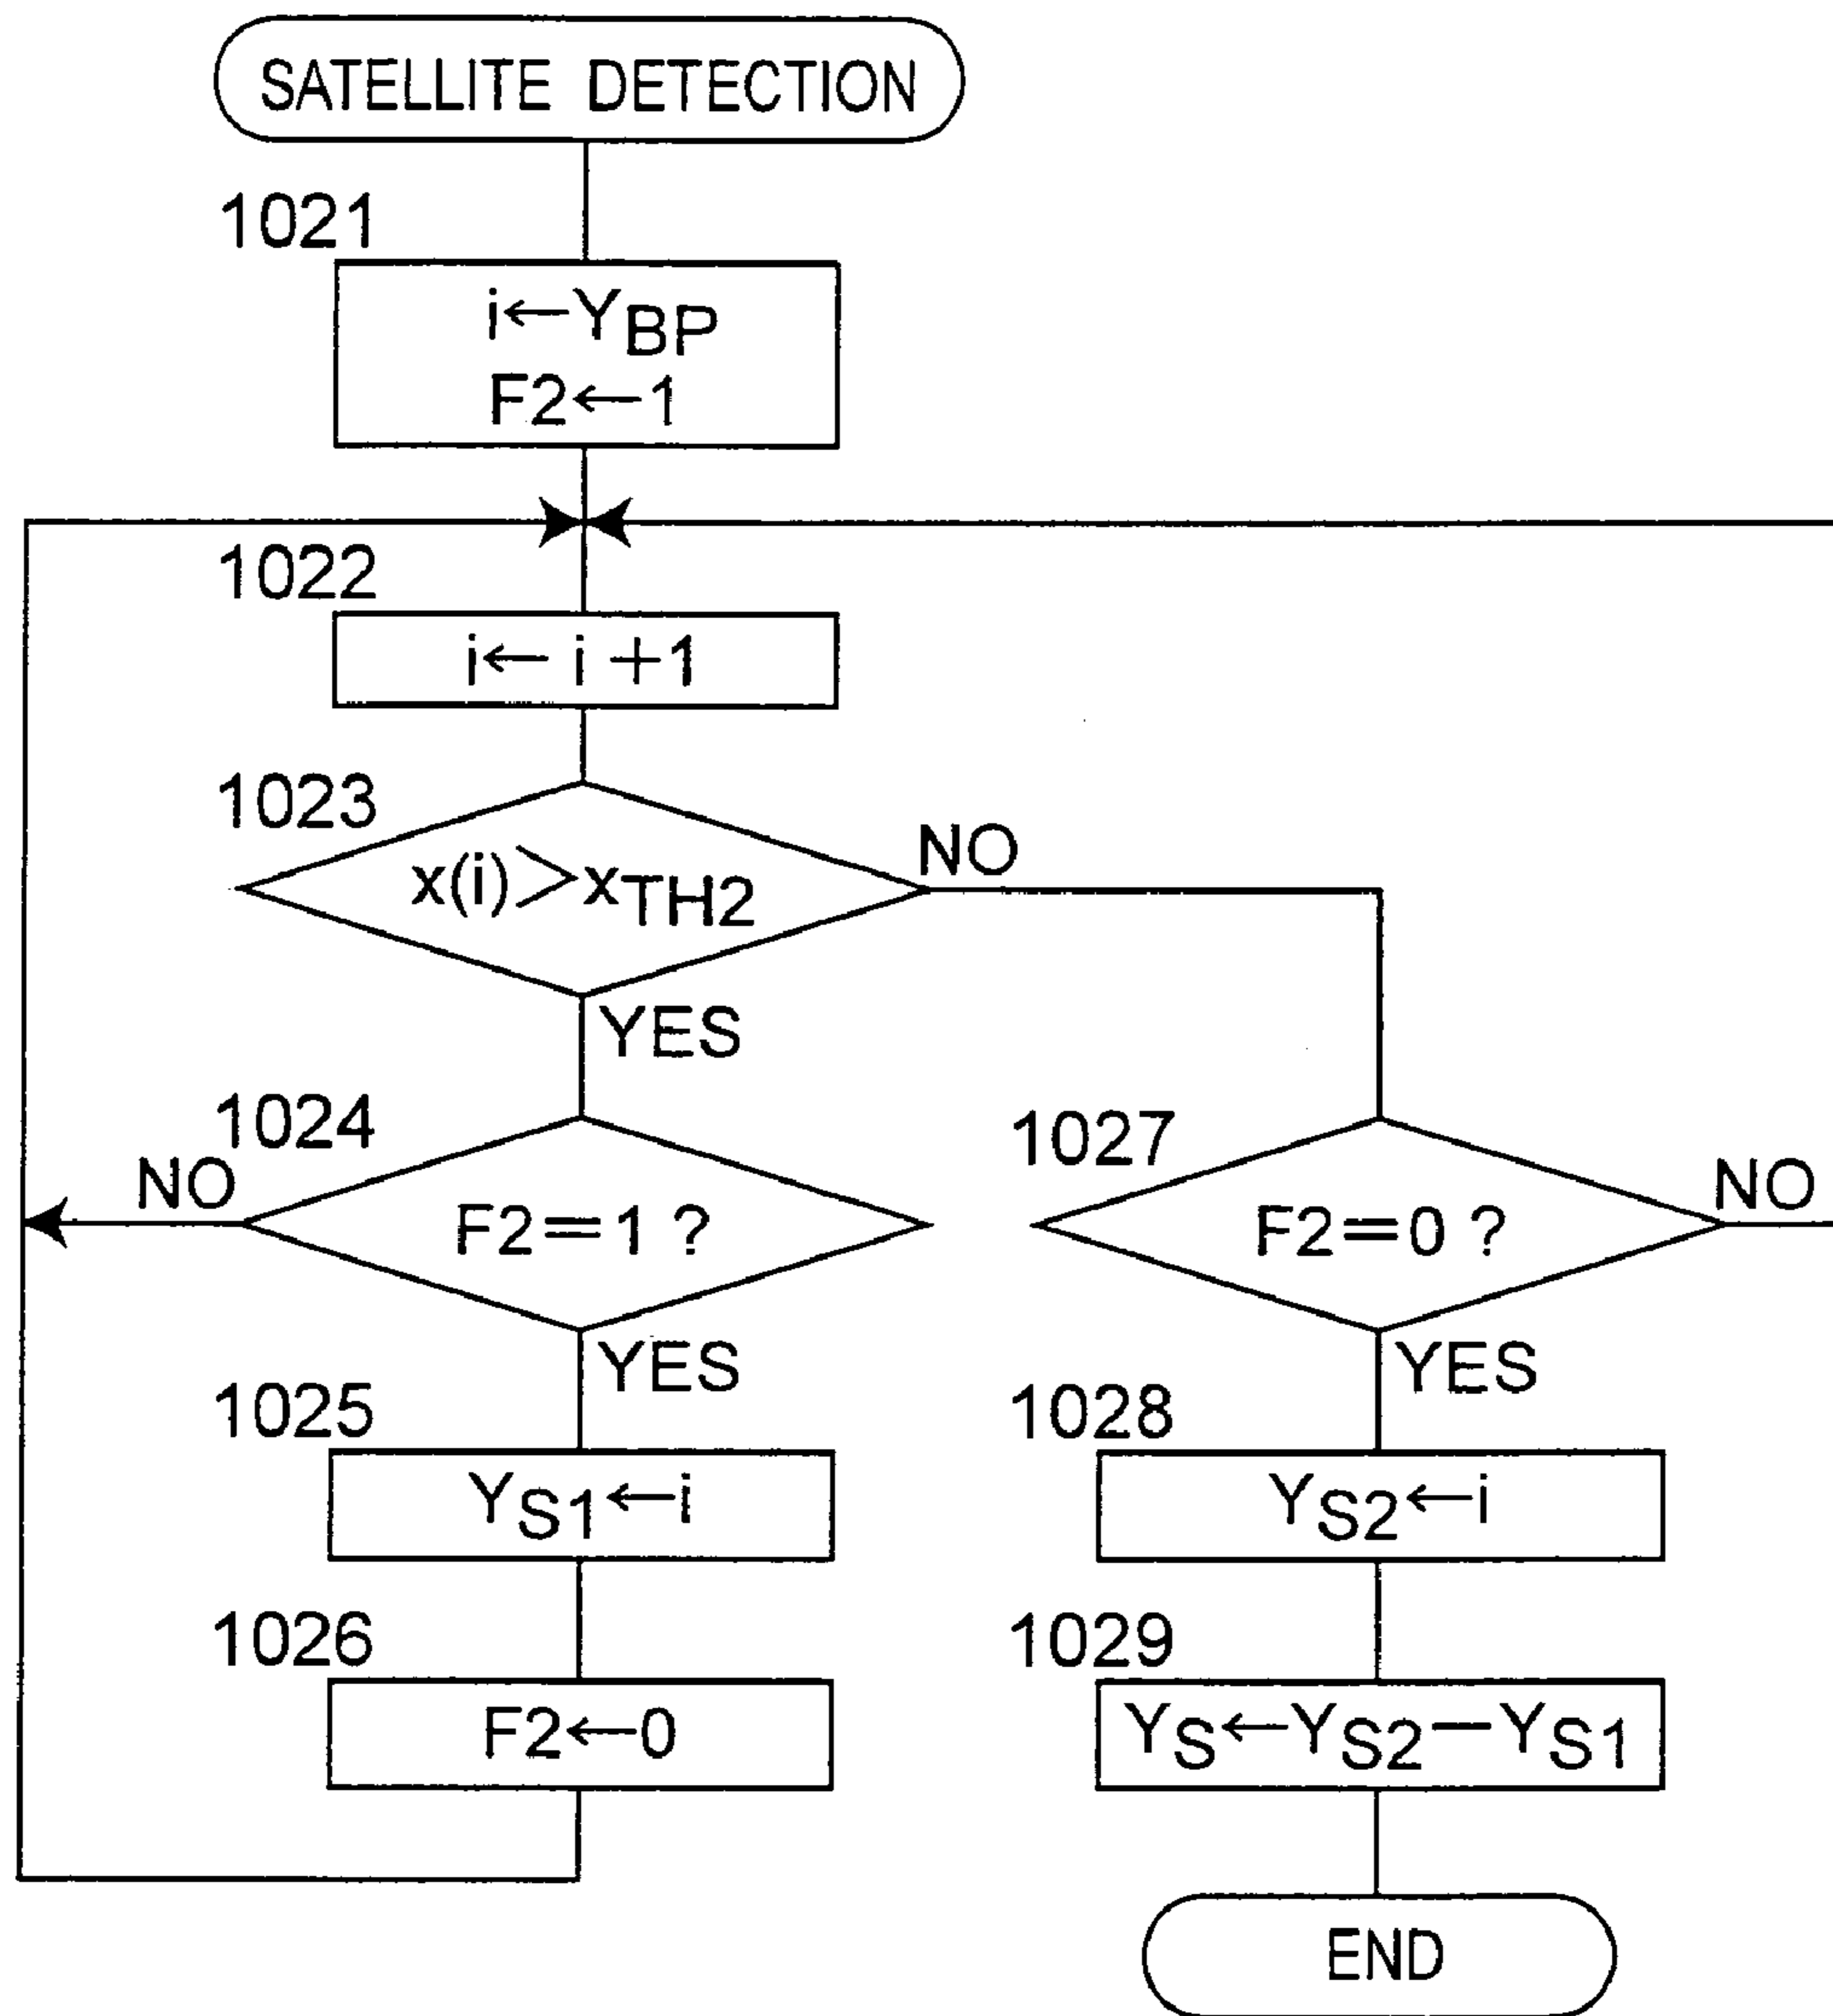 SATELLITE DETECTION
1021
i←YBP
F2←1
1022
i← i +1
1023
x(i)>xTH2
NO
YES
1024
NO
F2=1 ?
YES
1025
YS1←i
1026
F2←0
1027
NO
F2=0 ?
YES
1028
YS2←i
1029
YS←YS2−YS1
END